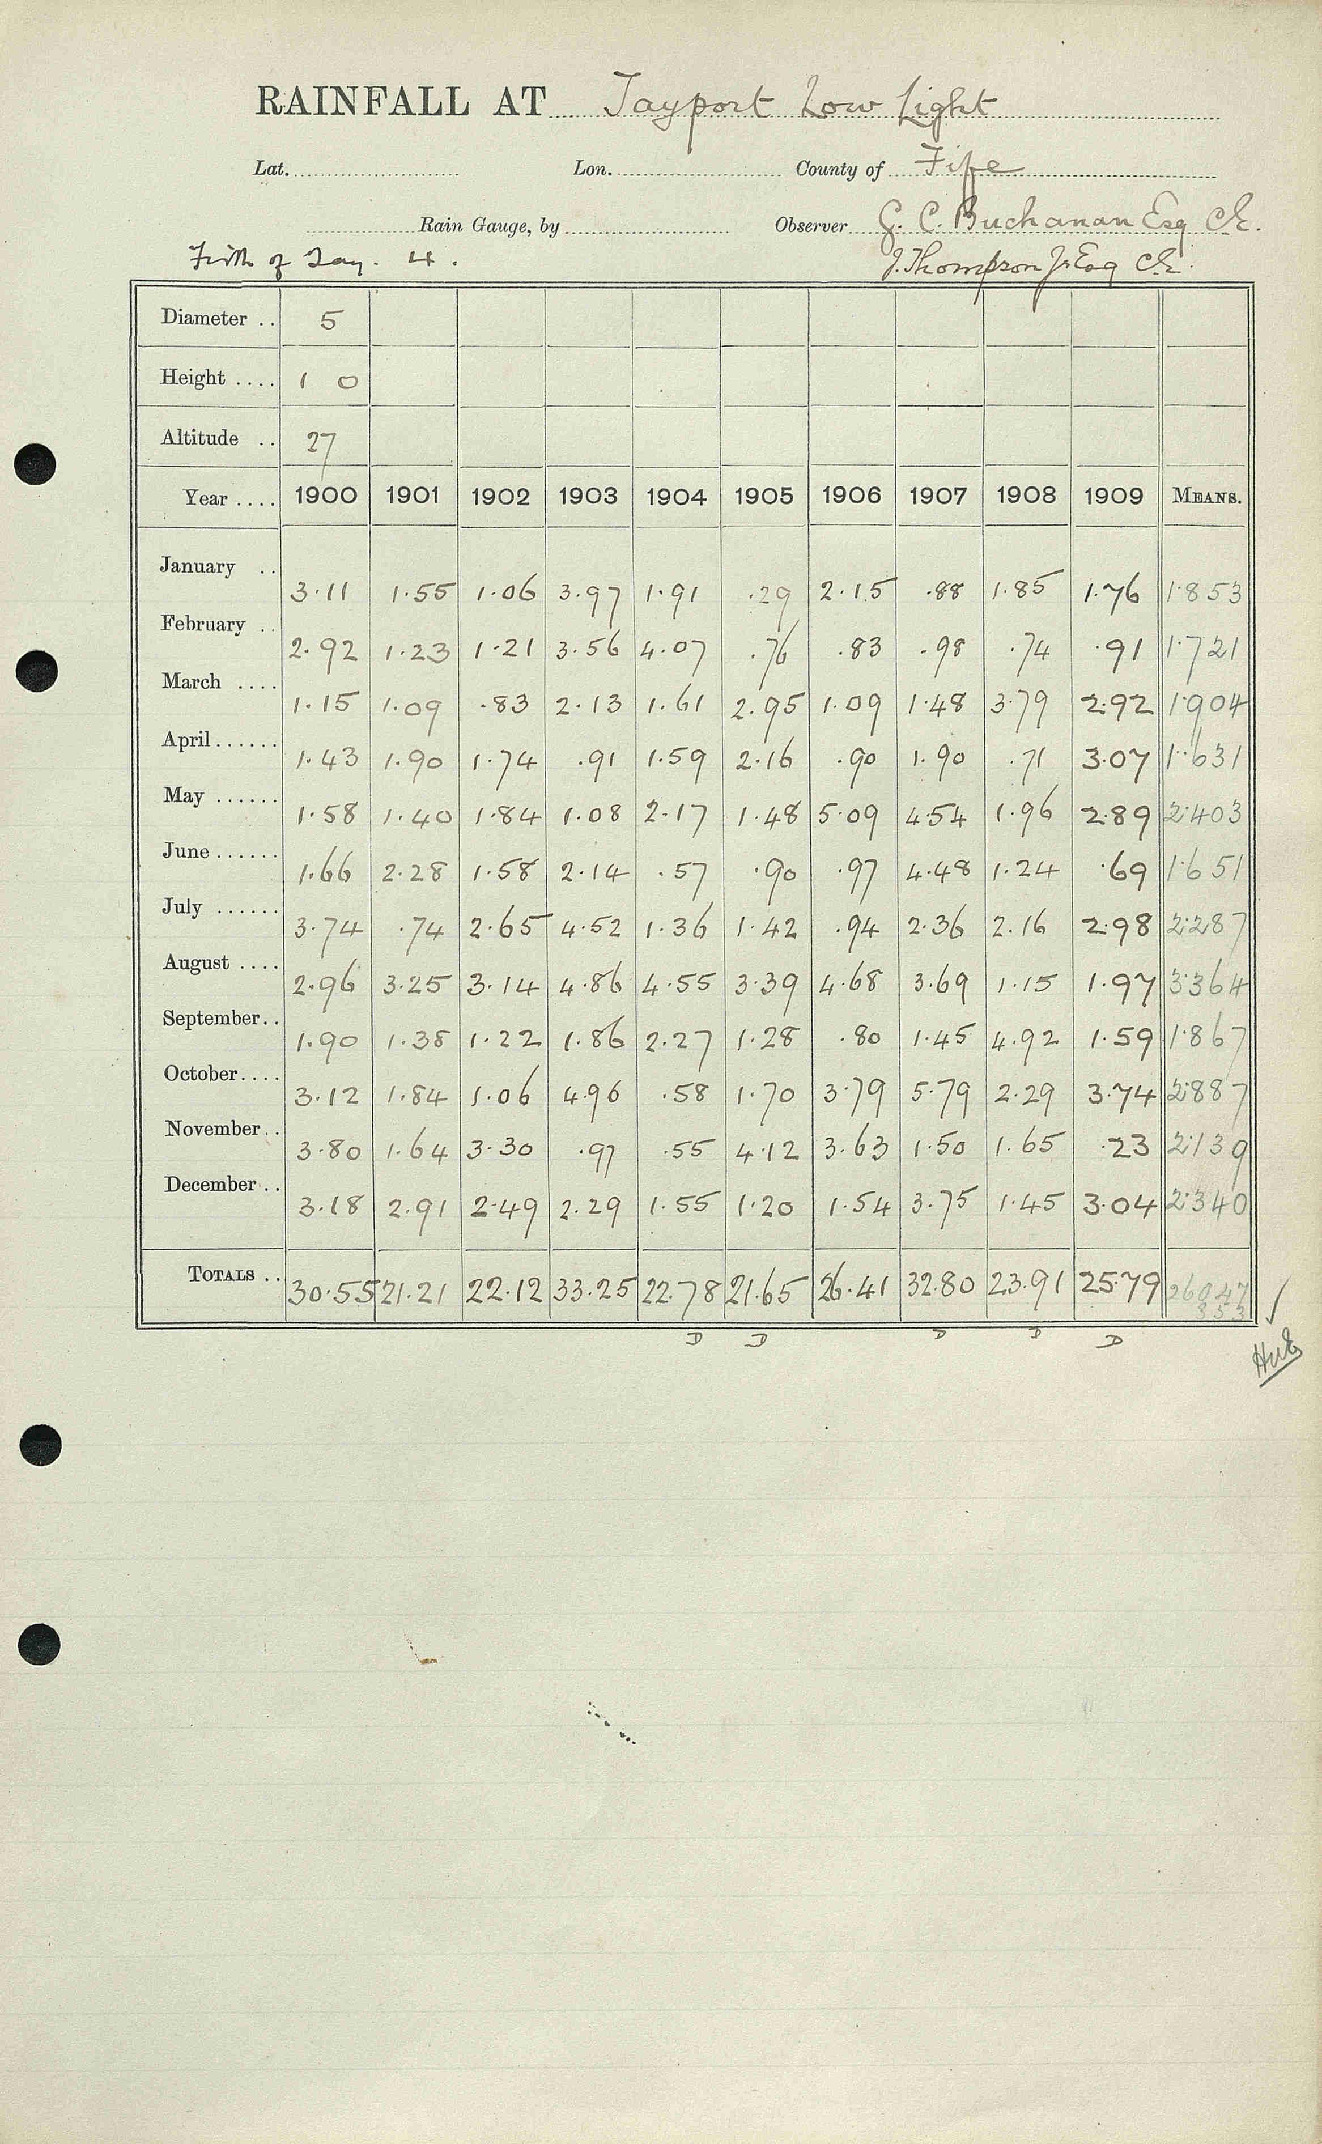 RAINFALL AT Tayport Low Light
Lat. Lon. County of Fife
Rain Gauge, by Observer G. C. Buchanan Esq C.E.
Firth of Tay. 4. J. Thompson Jr Esq C.E.
Diameter .. 5
Height .... 1 0
Altitude .. 27
Year .... 1900 1901 1902 1903 1904 1905 1906 1907 1908 1909 MEANS.
January .. 3.11 1.55 1.06 3.97 1.91 .29 2.15 .88 1.85 1.76 1.853
February .. 2.92 1.23 1.21 3.56 4.07 .76 .83 .98 .74 .91 1.721
March .... 1.15 1.09 .83 2.13 1.61 2.95 1.09 1.48 3.79 2.92 1.904
April ...... 1.43 1.90 1.74 .91 1.59 2.16 .90 1.90 .71 3.07 1.631
May ...... 1.58 1.40 1.84 1.08 2.17 1.48 5.09 4.54 1.96 2.89 2.403
June ...... 1.66 2.28 1.58 2.14 .57 .90 .97 4.48 1.24 .69 1.651
July ...... 3.74 .74 2.65 4.52 1.36 1.42 .94 2.36 2.16 2.98 2.287
August .... 2.96 3.25 3.14 4.86 4.55 3.39 4.68 3.69 1.15 1.97 3.364
September .. 1.90 1.38 1.22 1.86 2.27 1.28 .80 1.45 4.92 1.59 1.867
October .... 3.12 1.84 1.06 4.96 .58 1.70 3.79 5.79 2.29 3.74 2.887
November .. 3.80 1.64 3.30 .97 .55 4.12 3.63 1.50 1.65 .23 2.139
December .. 3.18 2.91 2.49 2.29 1.55 1.20 1.54 3.75 1.45 3.04 2.340
TOTALS .. 30.55 21.21 22.12 33.25 22.78 21.65 26.41 32.80 23.91 25.79 26047
353
D D D D D